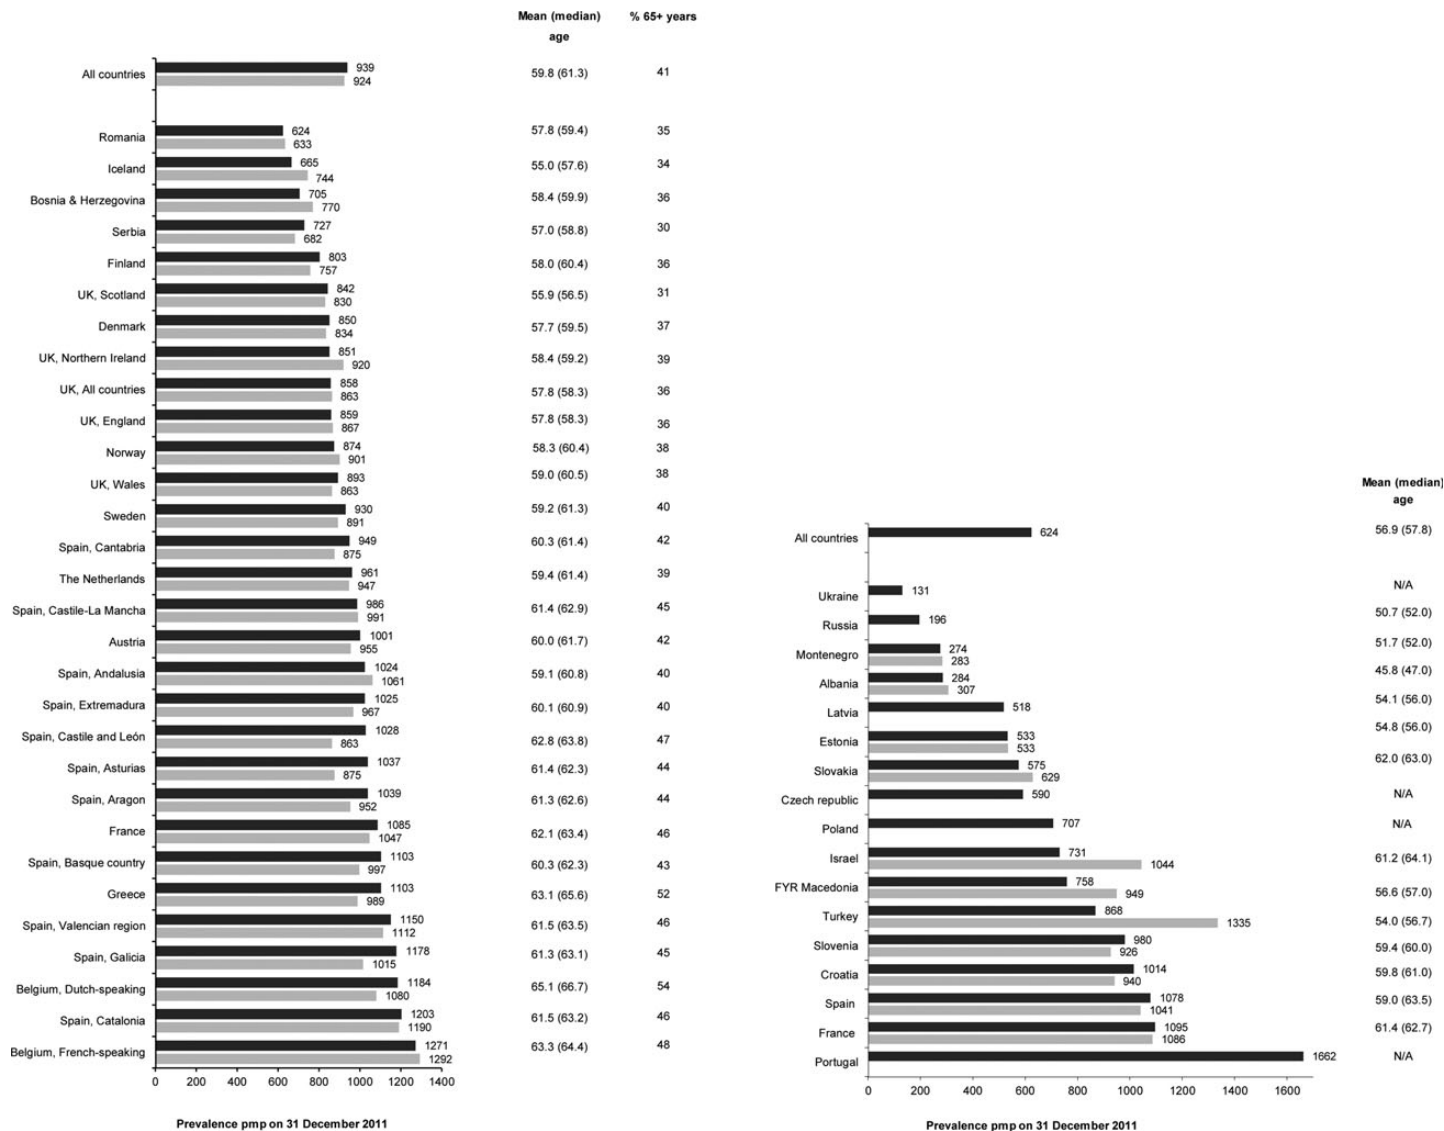 Mean (median) age % 65+ years
All countries 939 924 59.8 (61.3) 41
Romania 624 633 57.8 (59.4) 35
Iceland 665 744 55.0 (57.6) 34
Bosnia & Herzegovina 705 770 58.4 (59.9) 36
Serbia 727 682 57.0 (58.8) 30
Finland 803 757 58.0 (60.4) 36
UK, Scotland 842 830 55.9 (56.5) 31
Denmark 850 834 57.7 (59.5) 37
UK, Northern Ireland 851 920 58.4 (59.2) 39
UK, All countries 858 863 57.8 (58.3) 36
UK, England 859 867 57.8 (58.3) 36
Norway 874 901 58.3 (60.4) 38
UK, Wales 893 863 59.0 (60.5) 38
Sweden 930 891 59.2 (61.3) 40
Spain, Cantabria 949 875 60.3 (61.4) 42
The Netherlands 961 947 59.4 (61.4) 39
Spain, Castile-La Mancha 986 991 61.4 (62.9) 45
Austria 1001 955 60.0 (61.7) 42
Spain, Andalusia 1024 1061 59.1 (60.8) 40
Spain, Extremadura 1025 967 60.1 (60.9) 40
Spain, Castile and León 1028 863 62.8 (63.8) 47
Spain, Asturias 1037 875 61.4 (62.3) 44
Spain, Aragon 1039 952 61.3 (62.6) 44
France 1085 1047 62.1 (63.4) 46
Spain, Basque country 1103 997 60.3 (62.3) 43
Greece 1103 989 63.1 (65.6) 52
Spain, Valencian region 1150 1112 61.5 (63.5) 46
Spain, Galicia 1178 1015 61.3 (63.1) 45
Belgium, Dutch-speaking 1184 1080 65.1 (66.7) 54
Spain, Catalonia 1203 1190 61.5 (63.2) 46
Belgium, French-speaking 1271 1292 63.3 (64.4) 48
0 200 400 600 800 1000 1200 1400
Prevalence pmp on 31 December 2011
Mean (median)
age
All countries 624 56.9 (57.8)
Ukraine 131 N/A
Russia 196 50.7 (52.0)
Montenegro 274 283 51.7 (52.0)
Albania 284 307 45.8 (47.0)
Latvia 518 54.1 (56.0)
Estonia 533 533 54.8 (56.0)
Slovakia 575 629 62.0 (63.0)
Czech republic 590 N/A
Poland 707 N/A
Israel 731 1044 61.2 (64.1)
FYR Macedonia 758 949 56.6 (57.0)
Turkey 868 1335 54.0 (56.7)
Slovenia 980 926 59.4 (60.0)
Croatia 1014 940 59.8 (61.0)
Spain 1078 1041 59.0 (63.5)
France 1095 1086 61.4 (62.7)
Portugal 1662 N/A
0 200 400 600 800 1000 1200 1400 1600
Prevalence pmp on 31 December 2011